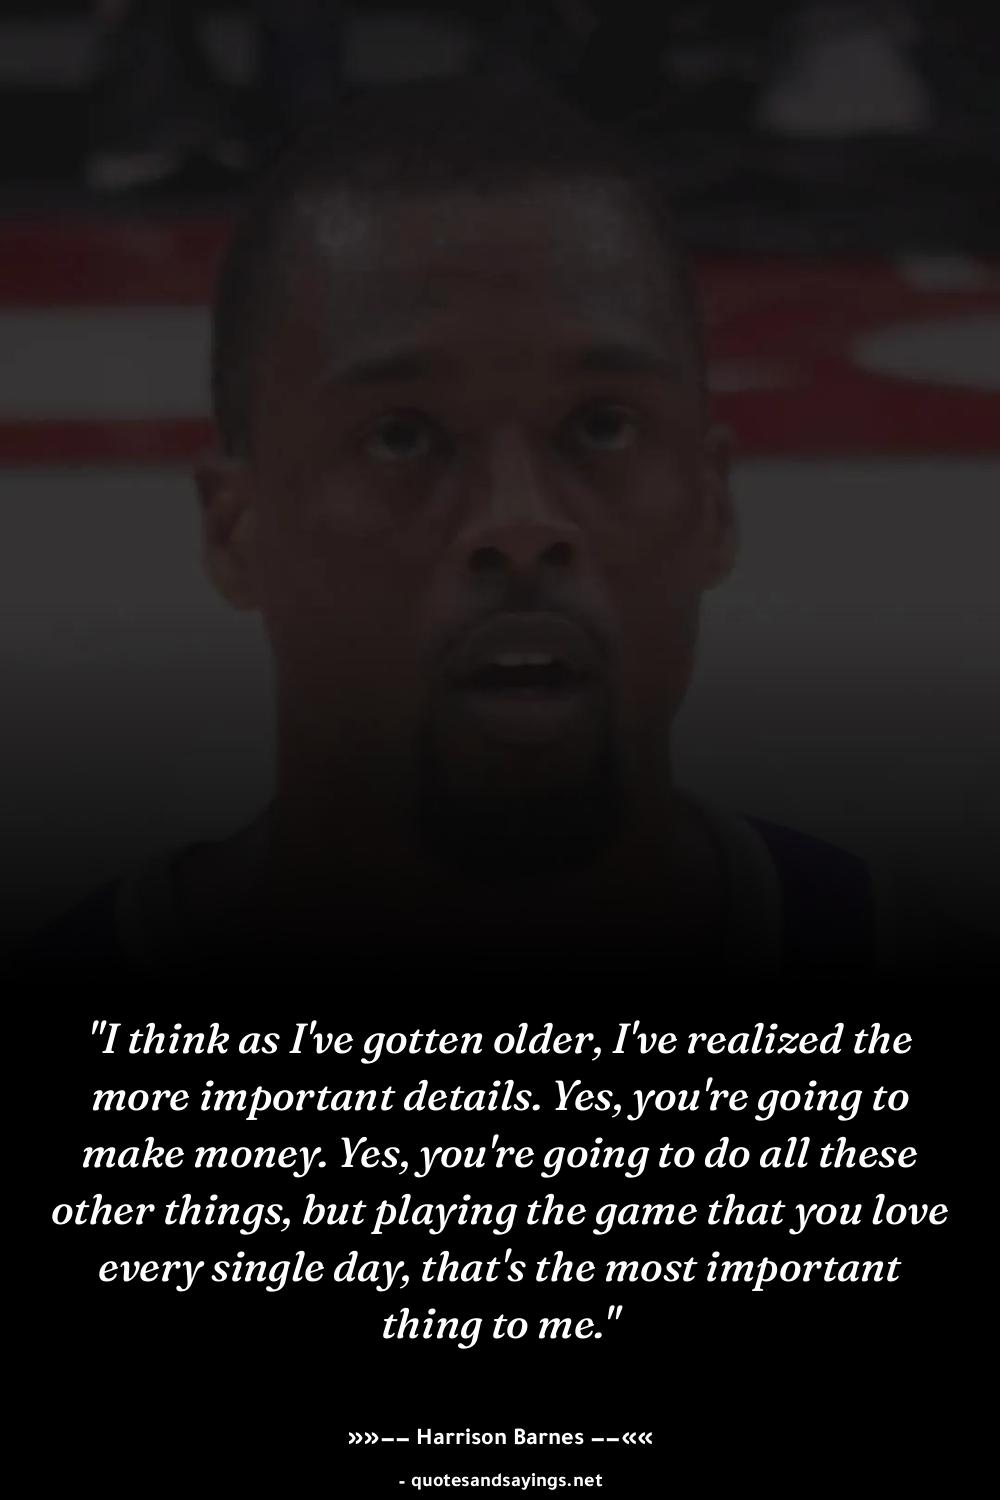 "I think as I've gotten older, I've realized the
more important details. Yes, you're going to
make money. Yes, you're going to do all these
other things, but playing the game that you love
every single day, that's the most important
thing to me."
»»–– Harrison Barnes ––««
- quotesandsayings.net